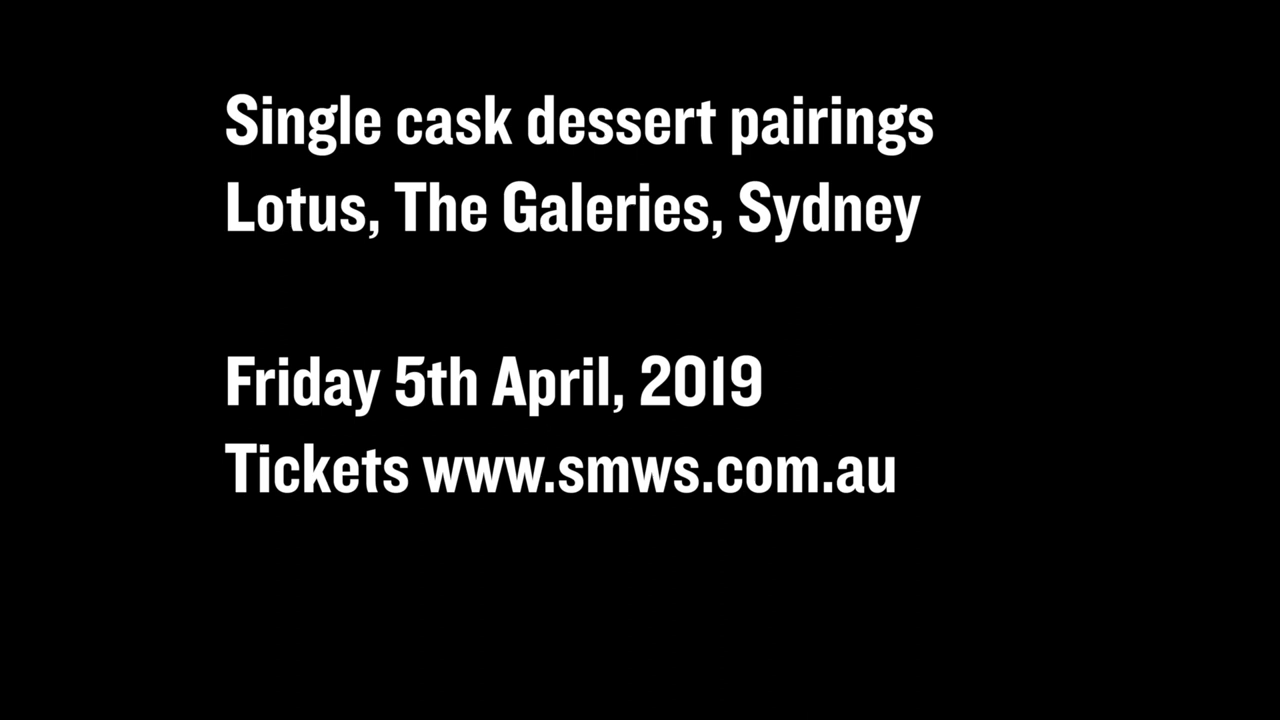 Single cask dessert pairings
Lotus, The Galeries, Sydney
Friday 5th April, 2019
Tickets www.smws.com.au